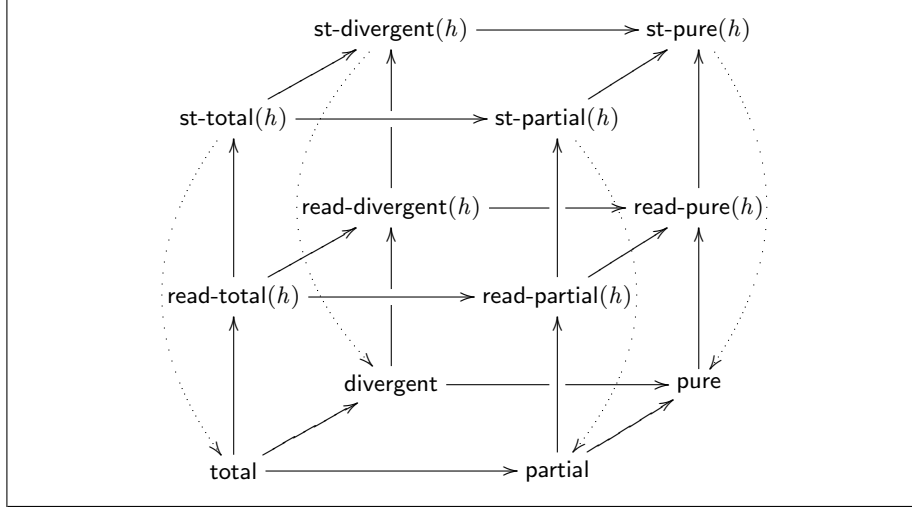 st-divergent(h) st-pure(h)
st-total(h) st-partial(h)
read-divergent(h) read-pure(h)
read-total(h) read-partial(h)
divergent pure
total partial